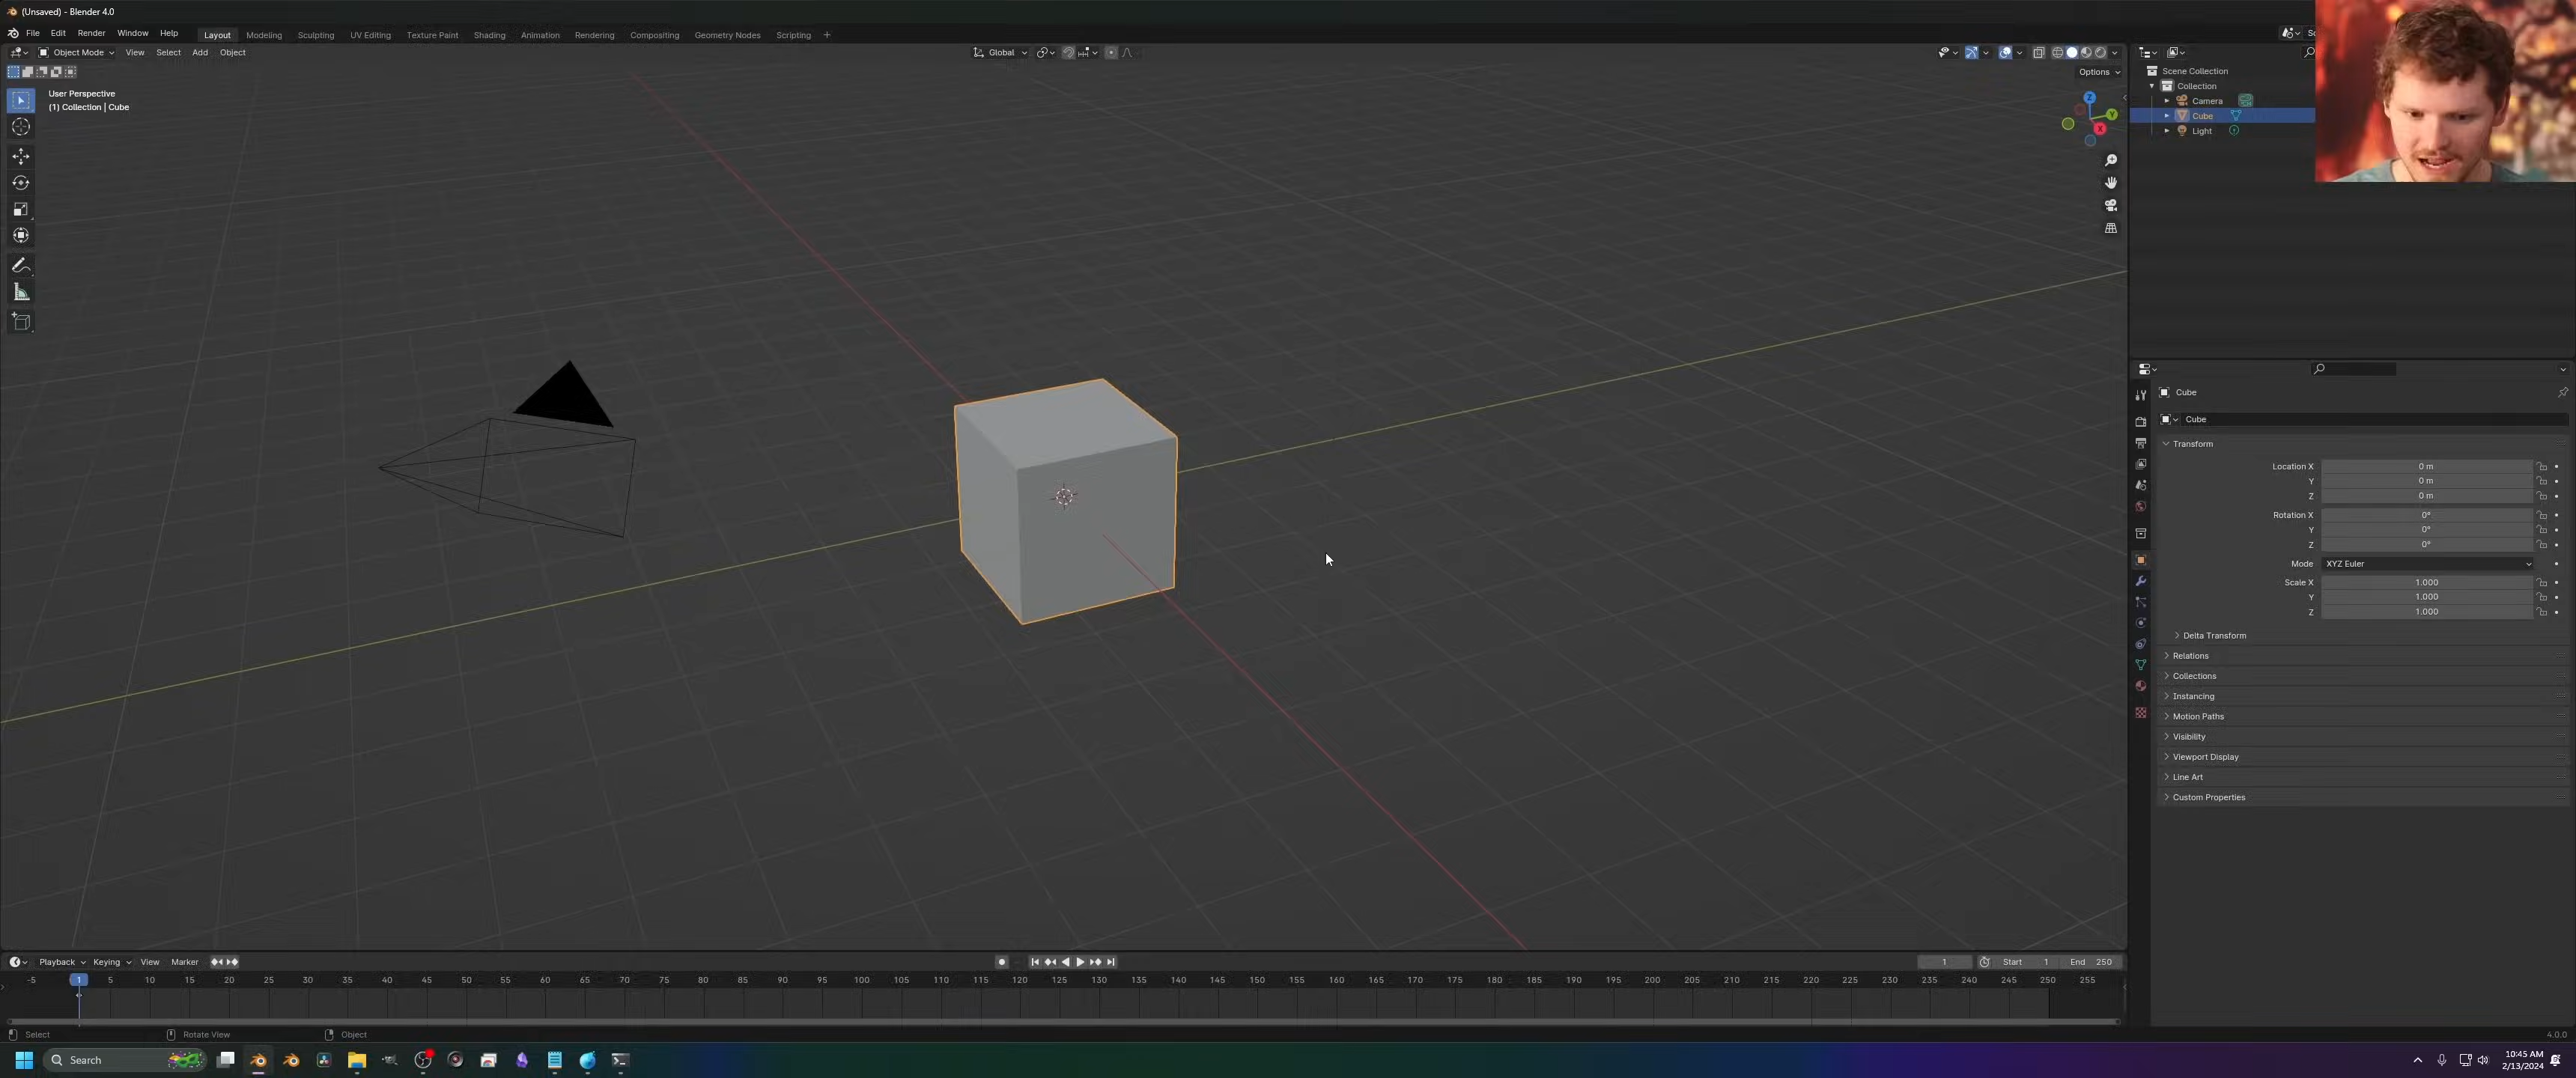 (Unsaved) - Blender 4.0
File Edit Render Window Help Layout Modeling Sculpting UV Editing Texture Paint Shading Animation Rendering Compositing Geometry Nodes Scripting +
Object Mode View Select Add Object Global
Options
User Perspective
(1) Collection | Cube
Z
Y
X
Scene Collection
Collection
Camera
Cube
Light
Cube
Cube
Transform
Location X 0 m
Y 0 m
Z 0 m
Rotation X 0°
Y 0°
Z 0°
Mode XYZ Euler
Scale X 1.000
Y 1.000
Z 1.000
Delta Transform
Relations
Collections
Instancing
Motion Paths
Visibility
Viewport Display
Line Art
Custom Properties
Playback Keying View Marker 1 Start 1 End 250
-5 1 5 10 15 20 25 30 35 40 45 50 55 60 65 70 75 80 85 90 95 100 105 110 115 120 125 130 135 140 145 150 155 160 165 170 175 180 185 190 195 200 205 210 215 220 225 230 235 240 245 250 255
Select Rotate View Object 4.0.0
Search
10:45 AM
2/13/2024